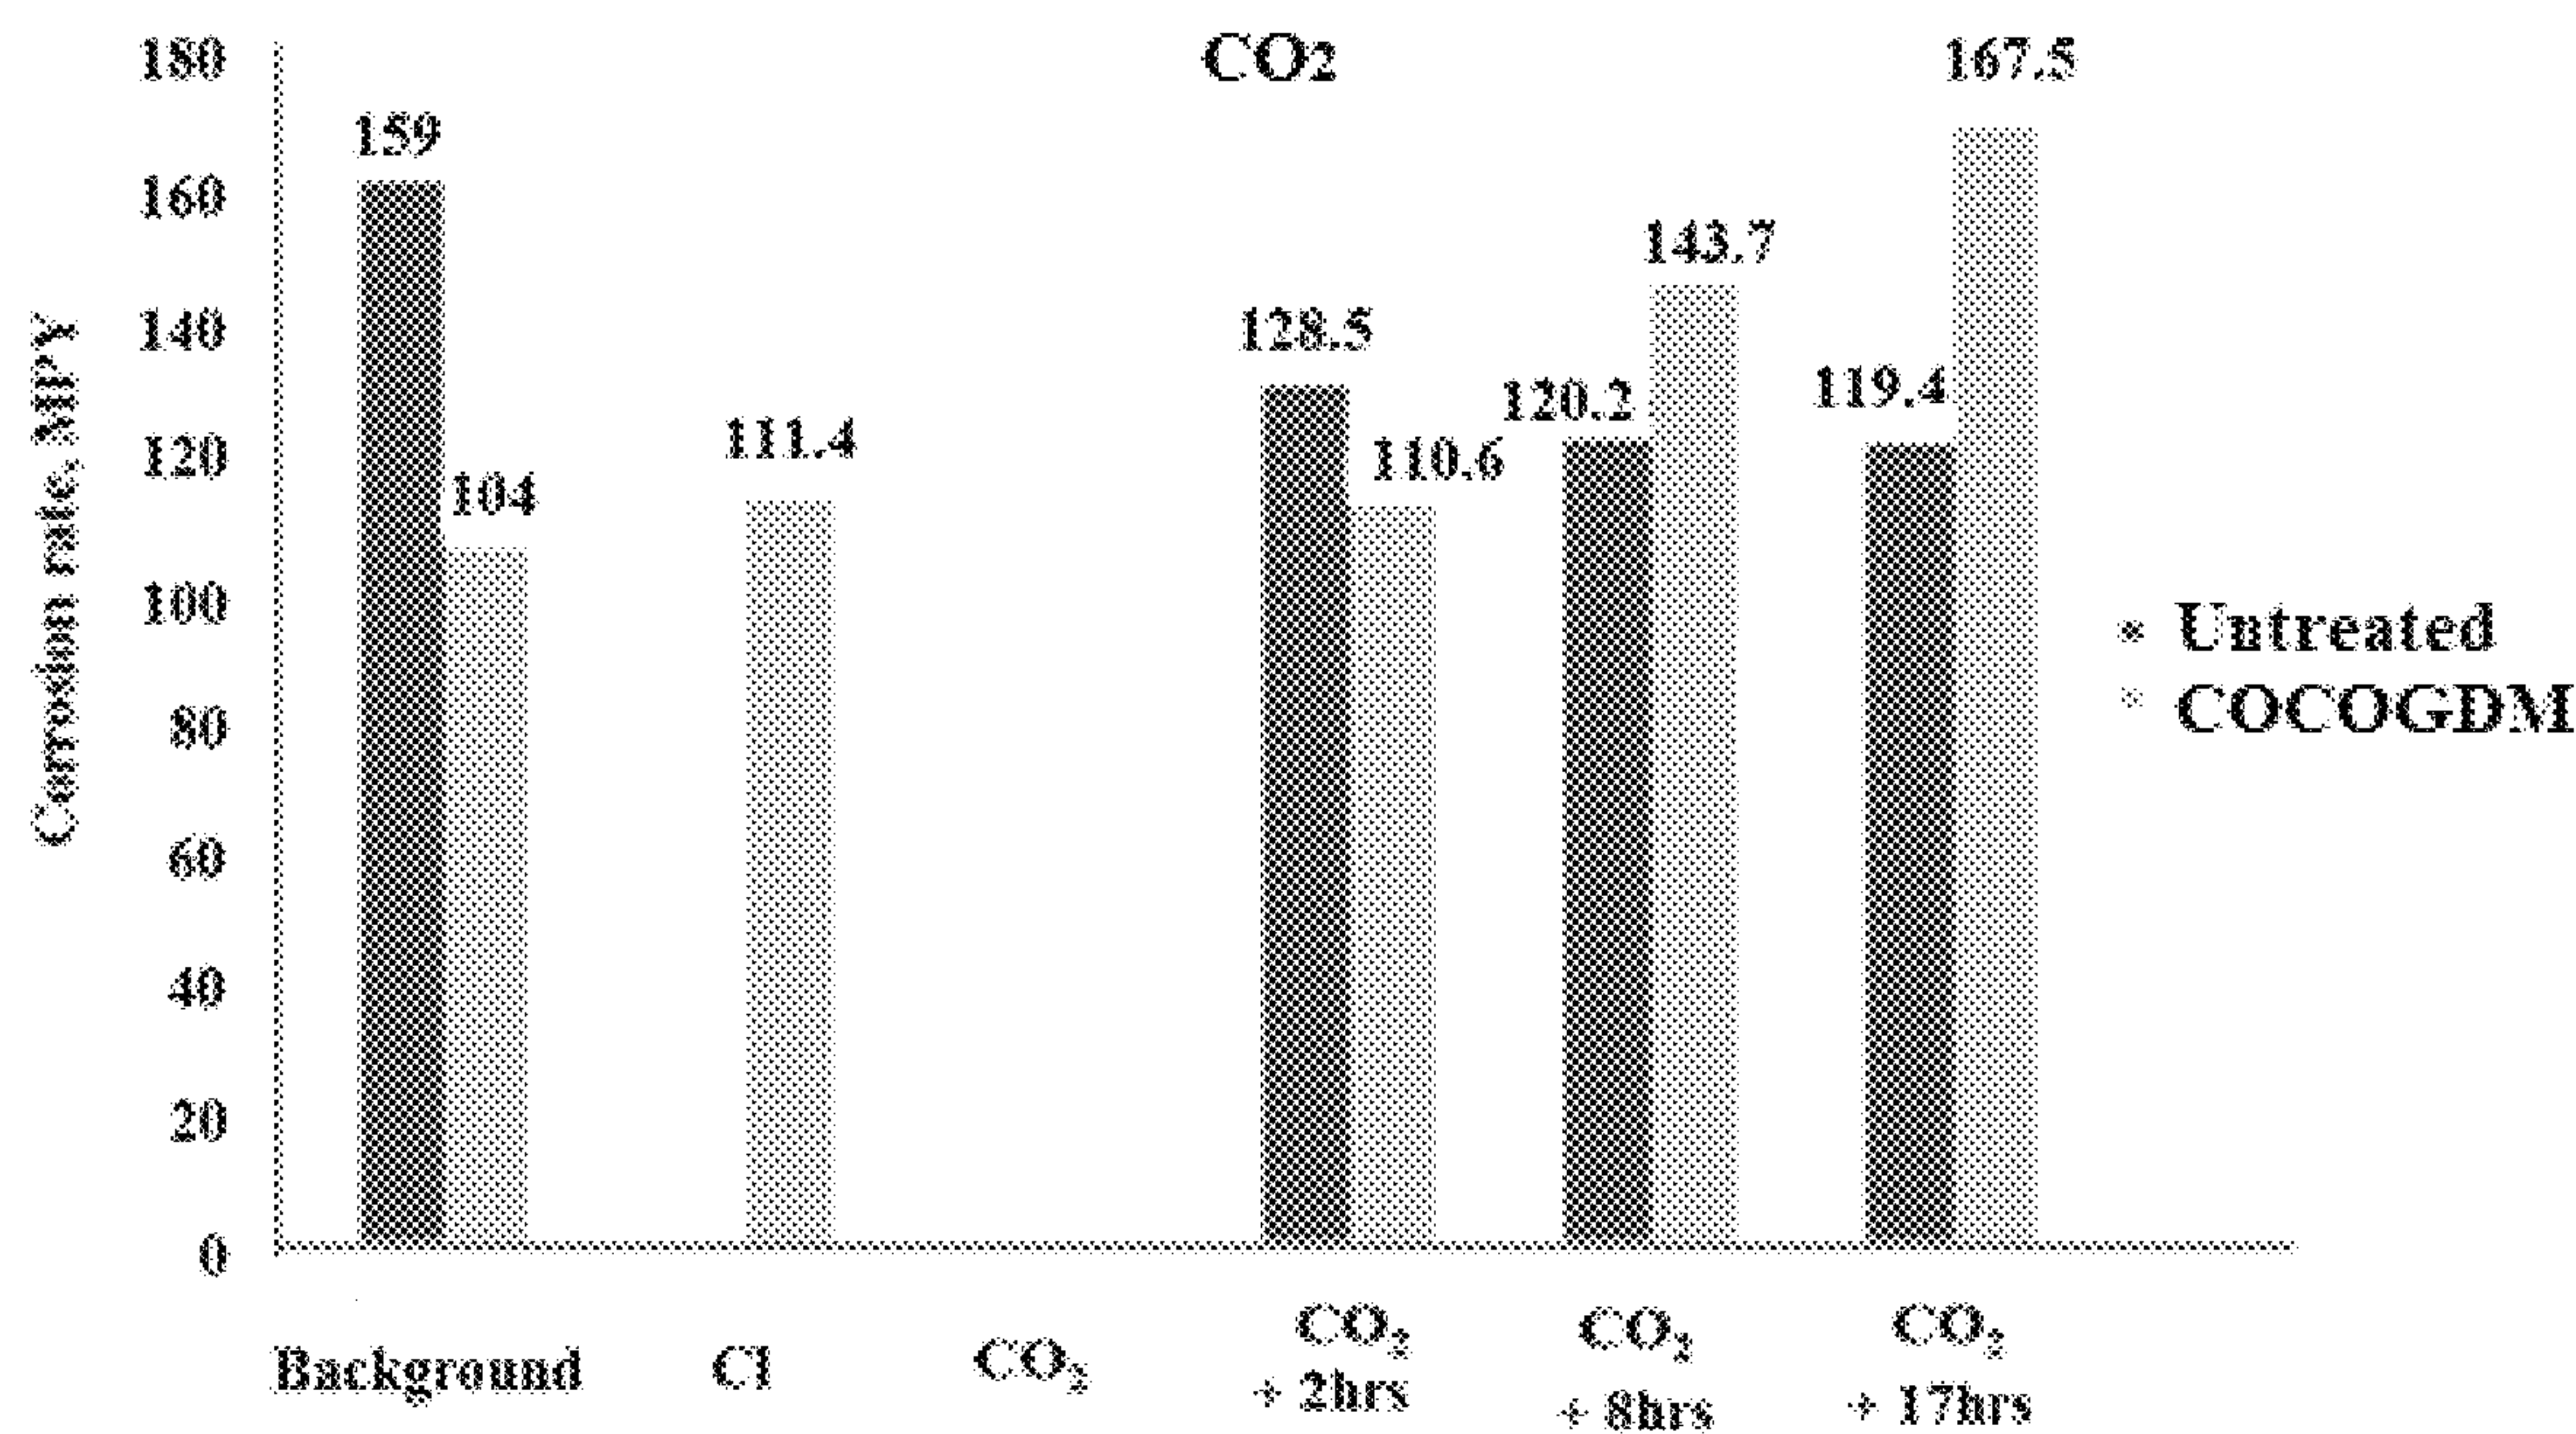 CO2
Corrosion rate, MPY
180
160
140
120
100
80
60
40
20
0
159
104
111.4
128.5
110.6
120.2
143.7
119.4
167.5
Untreated
COCOGDM
Background
CI
CO₂
CO₂
+ 2hrs
CO₂
+ 8hrs
CO₂
+ 17hrs